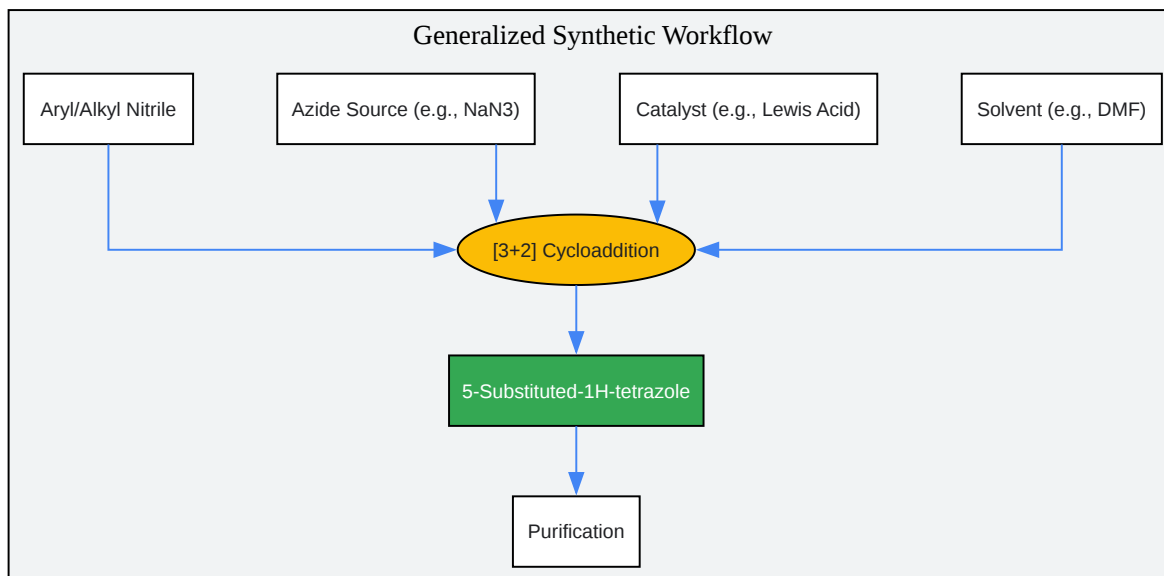 Generalized Synthetic Workflow
Aryl/Alkyl Nitrile
Azide Source (e.g., NaN3)
Catalyst (e.g., Lewis Acid)
Solvent (e.g., DMF)
[3+2] Cycloaddition
5-Substituted-1H-tetrazole
Purification